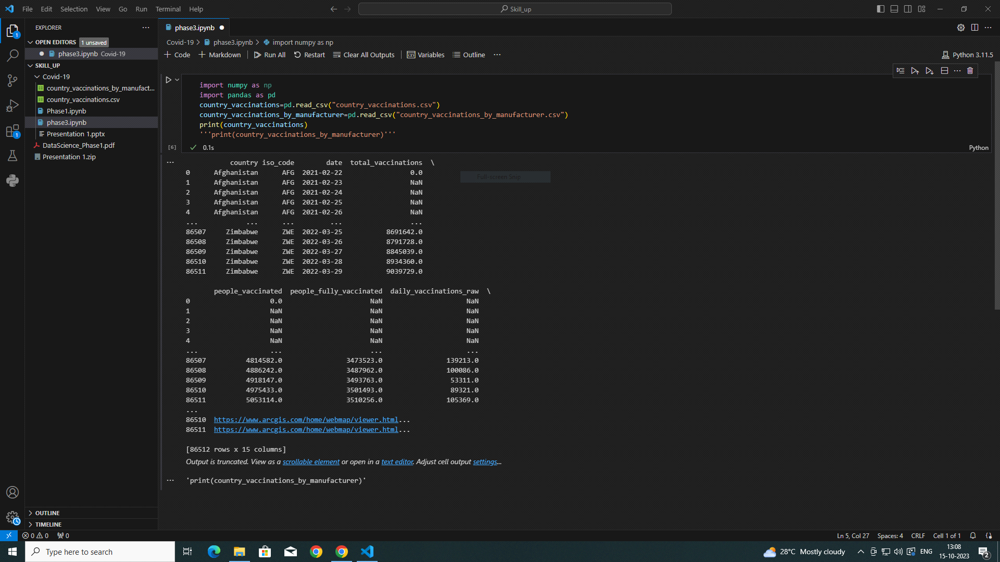 File Edit Selection View Go Run Terminal Help
Skill_up
EXPLORER
OPEN EDITORS 1 unsaved
phase3.ipynb Covid-19
SKILL_UP
Covid-19
country_vaccinations_by_manufact...
country_vaccinations.csv
Phase1.ipynb
phase3.ipynb
Presentation 1.pptx
DataScience_Phase1.pdf
Presentation 1.zip
OUTLINE
TIMELINE
phase3.ipynb
Covid-19 > phase3.ipynb > import numpy as np
Code Markdown Run All Restart Clear All Outputs Variables Outline ...
Python 3.11.5
import numpy as np
import pandas as pd
country_vaccinations=pd.read_csv("country_vaccinations.csv")
country_vaccinations_by_manufacturer=pd.read_csv("country_vaccinations_by_manufacturer.csv")
print(country_vaccinations)
'''print(country_vaccinations_by_manufacturer)'''
[6] 0.1s Python
country iso_code date total_vaccinations \
0 Afghanistan AFG 2021-02-22 0.0
1 Afghanistan AFG 2021-02-23 NaN
2 Afghanistan AFG 2021-02-24 NaN
3 Afghanistan AFG 2021-02-25 NaN
4 Afghanistan AFG 2021-02-26 NaN
... ... ... ... ...
86507 Zimbabwe ZWE 2022-03-25 8691642.0
86508 Zimbabwe ZWE 2022-03-26 8791728.0
86509 Zimbabwe ZWE 2022-03-27 8845039.0
86510 Zimbabwe ZWE 2022-03-28 8934360.0
86511 Zimbabwe ZWE 2022-03-29 9039729.0
Full-screen Snip
people_vaccinated people_fully_vaccinated daily_vaccinations_raw \
0 0.0 NaN NaN
1 NaN NaN NaN
2 NaN NaN NaN
3 NaN NaN NaN
4 NaN NaN NaN
... ... ... ...
86507 4814582.0 3473523.0 139213.0
86508 4886242.0 3487962.0 100086.0
86509 4918147.0 3493763.0 53311.0
86510 4975433.0 3501493.0 89321.0
86511 5053114.0 3510256.0 105369.0
...
86510 https://www.arcgis.com/home/webmap/viewer.html...
86511 https://www.arcgis.com/home/webmap/viewer.html...
[86512 rows x 15 columns]
Output is truncated. View as a scrollable element or open in a text editor. Adjust cell output settings...
'print(country_vaccinations_by_manufacturer)'
0 0 0
Ln 5, Col 27 Spaces: 4 CRLF Cell 1 of 1
Type here to search
28°C Mostly cloudy
ENG
13:08
15-10-2023
2